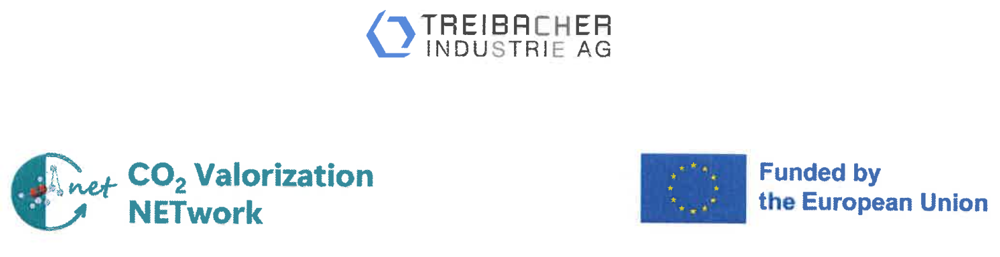 TREIBACHER
INDUSTRIE AG
net
CO₂ Valorization
NETwork
Funded by
the European Union